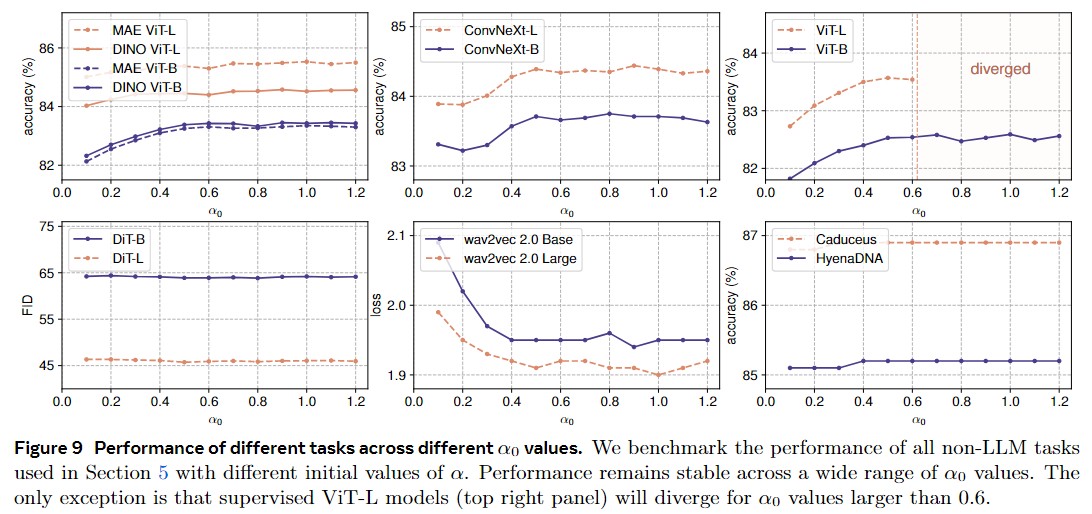 MAE ViT-L
DINO ViT-L
MAE ViT-B
DINO ViT-B
86
84
82
accuracy (%)
0.0 0.2 0.4 0.6 0.8 1.0 1.2
α₀
ConvNeXt-L
ConvNeXt-B
85
84
83
accuracy (%)
0.0 0.2 0.4 0.6 0.8 1.0 1.2
α₀
ViT-L
ViT-B
diverged
84
83
82
accuracy (%)
0.0 0.2 0.4 0.6 0.8 1.0 1.2
α₀
DiT-B
DiT-L
75
65
55
45
FID
0.0 0.2 0.4 0.6 0.8 1.0 1.2
α₀
wav2vec 2.0 Base
wav2vec 2.0 Large
2.1
2.0
1.9
loss
0.0 0.2 0.4 0.6 0.8 1.0 1.2
α₀
Caduceus
HyenaDNA
87
86
85
accuracy (%)
0.0 0.2 0.4 0.6 0.8 1.0 1.2
α₀
Figure 9 Performance of different tasks across different α₀ values. We benchmark the performance of all non-LLM tasks
used in Section 5 with different initial values of α. Performance remains stable across a wide range of α₀ values. The
only exception is that supervised ViT-L models (top right panel) will diverge for α₀ values larger than 0.6.